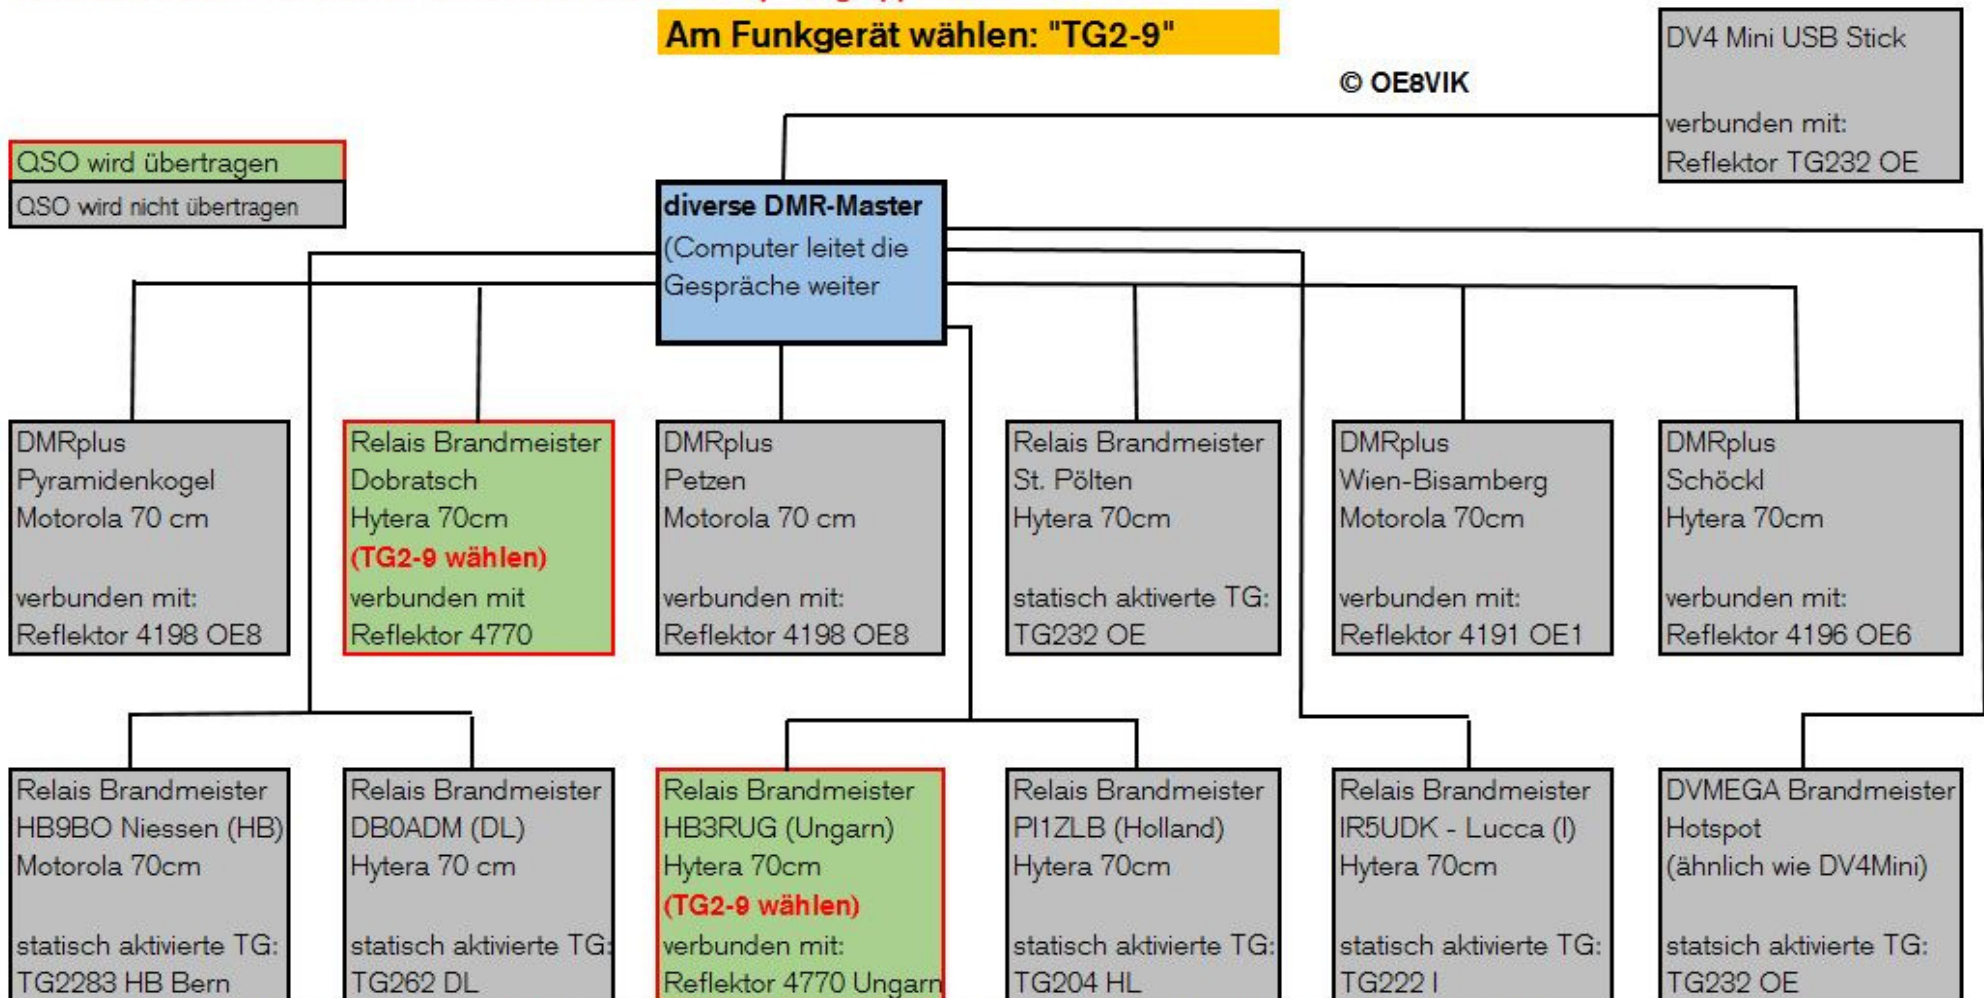 Am Funkgerät wählen: "TG2-9"
© OE8VIK
DV4 Mini USB Stick
verbunden mit:
Reflektor TG232 OE
QSO wird übertragen
QSO wird nicht übertragen
diverse DMR-Master
(Computer leitet die
Gespräche weiter
DMRplus
Pyramidenkogel
Motorola 70 cm
verbunden mit:
Reflektor 4198 OE8
Relais Brandmeister
Dobratsch
Hytera 70cm
(TG2-9 wählen)
verbunden mit
Reflektor 4770
DMRplus
Petzen
Motorola 70 cm
verbunden mit:
Reflektor 4198 OE8
Relais Brandmeister
St. Pölten
Hytera 70cm
statisch aktiverte TG:
TG232 OE
DMRplus
Wien-Bisamberg
Motorola 70cm
verbunden mit:
Reflektor 4191 OE1
DMRplus
Schöckl
Hytera 70cm
verbunden mit:
Reflektor 4196 OE6
Relais Brandmeister
HB9BO Niessen (HB)
Motorola 70cm
statisch aktivierte TG:
TG2283 HB Bern
Relais Brandmeister
DB0ADM (DL)
Hytera 70 cm
statisch aktivierte TG:
TG262 DL
Relais Brandmeister
HB3RUG (Ungarn)
Hytera 70cm
(TG2-9 wählen)
verbunden mit:
Reflektor 4770 Ungarn
Relais Brandmeister
PI1ZLB (Holland)
Hytera 70cm
statisch aktivierte TG:
TG204 HL
Relais Brandmeister
IR5UDK - Lucca (I)
Hytera 70cm
statisch aktivierte TG:
TG222 I
DVMEGA Brandmeister
Hotspot
(ähnlich wie DV4Mini)
statsich aktivierte TG:
TG232 OE